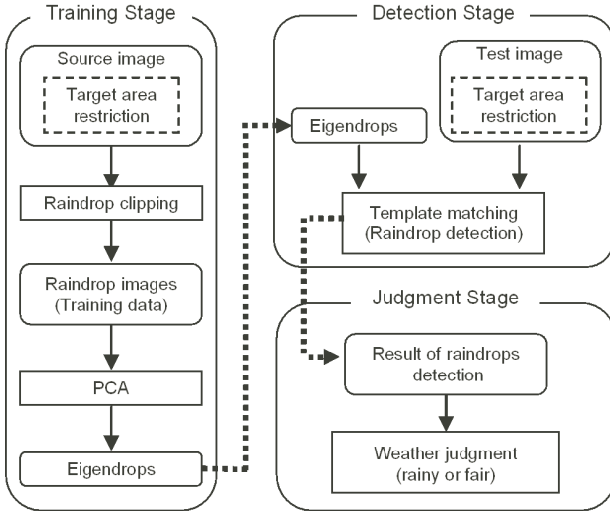 Training Stage
Source image
Target area
restriction
Raindrop clipping
Raindrop images
(Training data)
PCA
Eigendrops
Detection Stage
Test image
Target area
restriction
Eigendrops
Template matching
(Raindrop detection)
Judgment Stage
Result of raindrops
detection
Weather judgment
(rainy or fair)